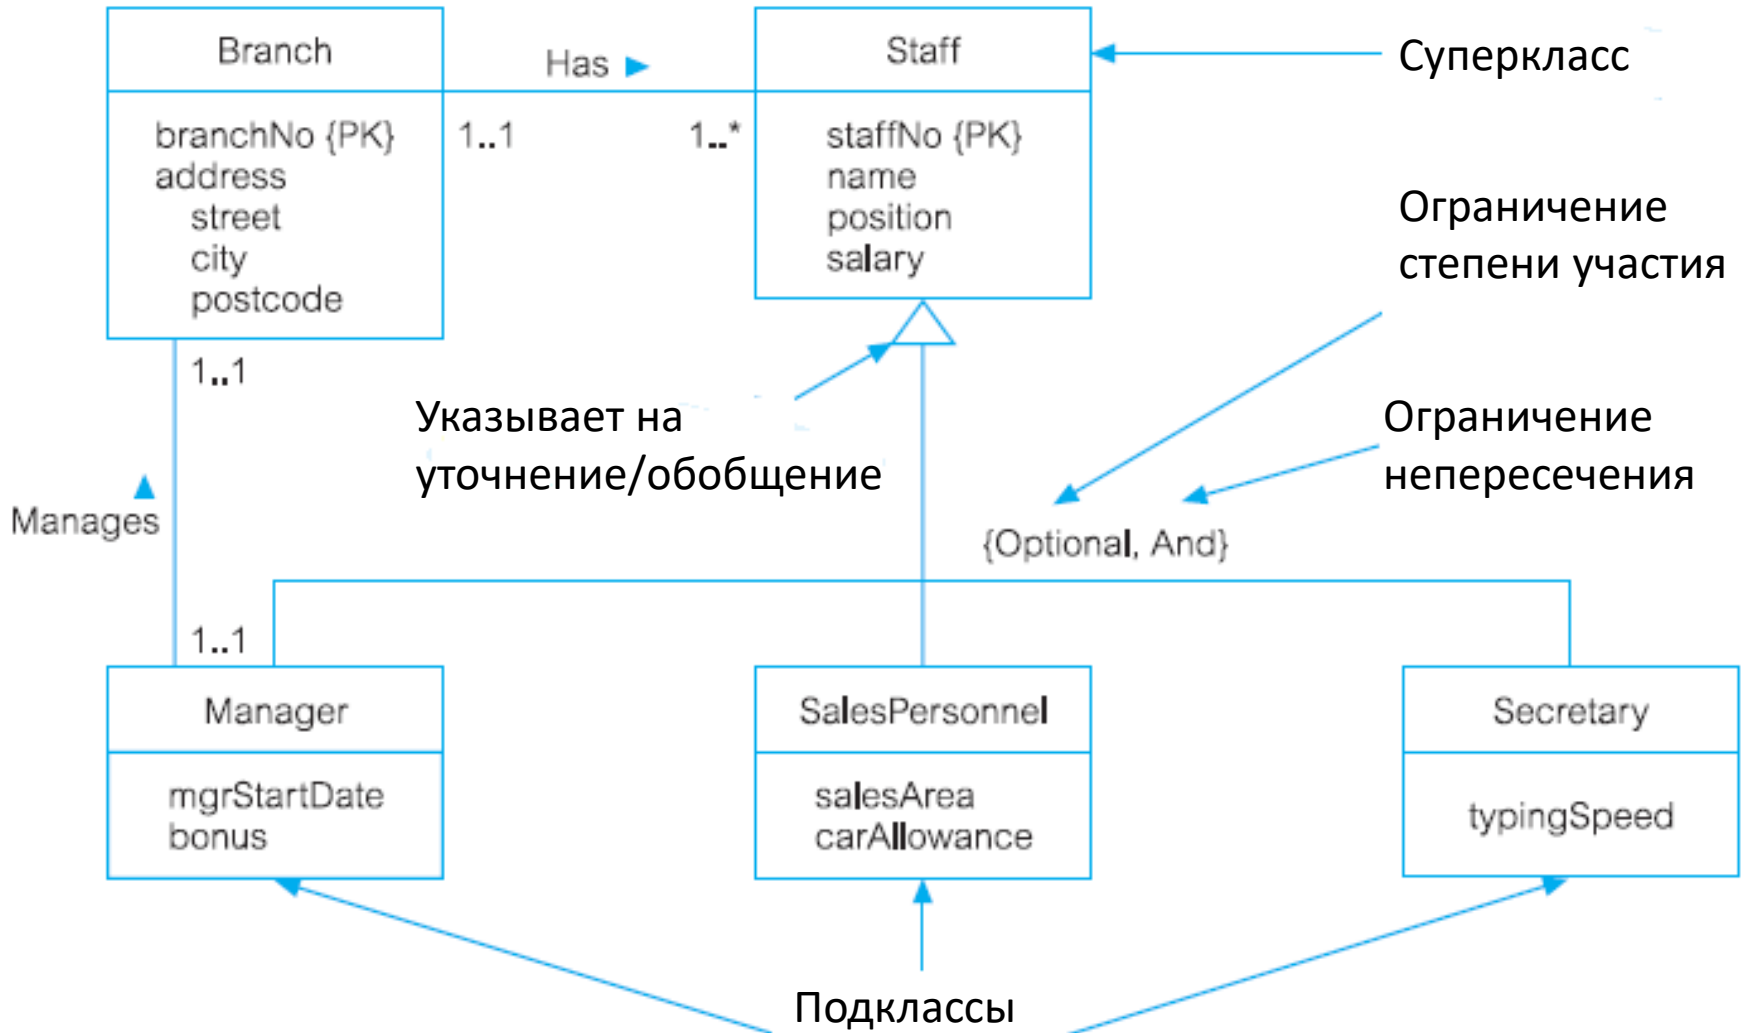 Branch
Has
Staff
Суперкласс
branchNo {PK}
address
street
city
postcode
1..1
1..*
staffNo {PK}
name
position
salary
Ограничение
степени участия
1..1
Указывает на
уточнение/обобщение
Ограничение
непересечения
Manages
{Optional, And}
1..1
Manager
mgrStartDate
bonus
SalesPersonnel
salesArea
carAllowance
Secretary
typingSpeed
Подклассы